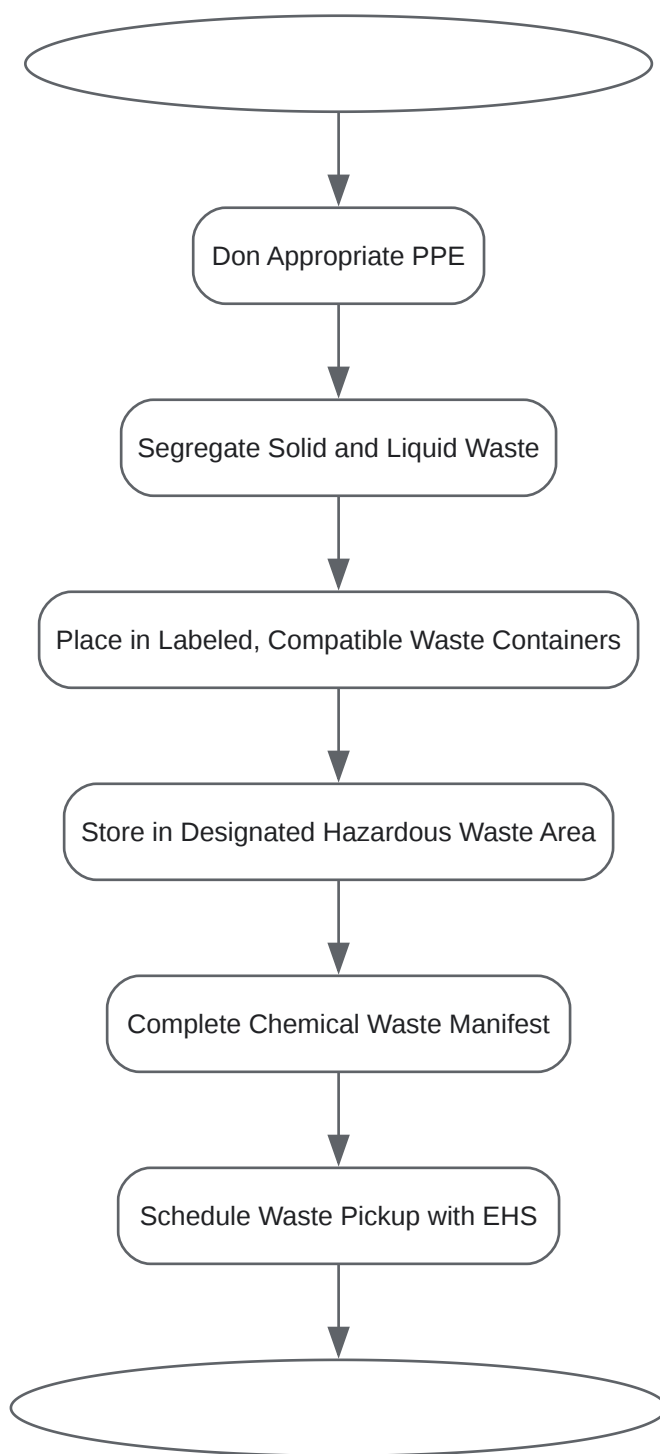 Don Appropriate PPE
Segregate Solid and Liquid Waste
Place in Labeled, Compatible Waste Containers
Store in Designated Hazardous Waste Area
Complete Chemical Waste Manifest
Schedule Waste Pickup with EHS